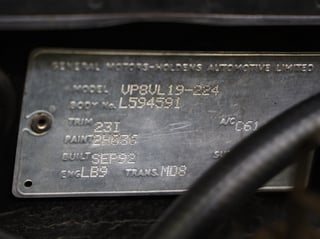 GENERAL MOTORS-HOLDENS AUTOMOTIVE LIMITED
MODEL VP8VL19-224
BODY No. L594591
TRIM 23I A/C C61
PAINT
BUILT SEP92
ENG LB9 TRANS. MD8